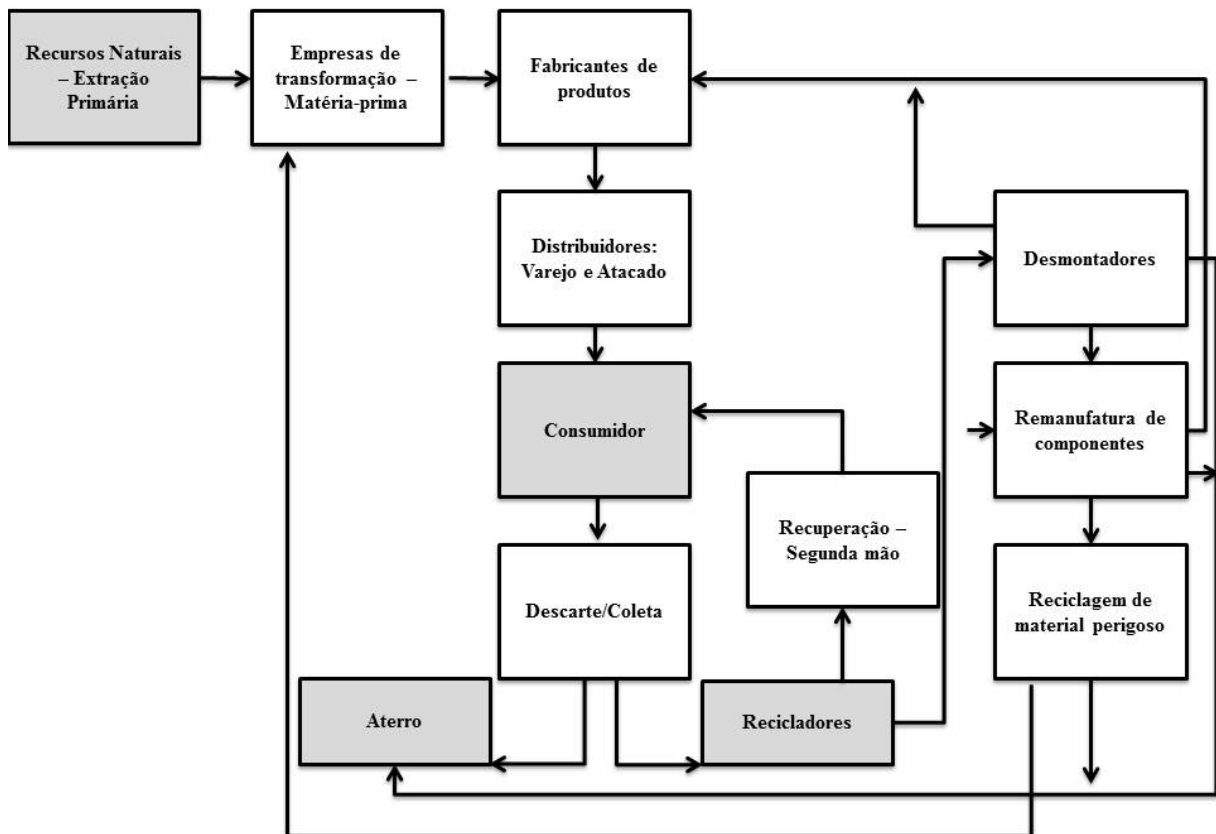 Recursos Naturais
– Extração
Primária
Empresas de
transformação –
Matéria-prima
Fabricantes de
produtos
Distribuidores:
Varejo e Atacado
Desmontadores
Consumidor
Remanufatura de
componentes
Recuperação –
Segunda mão
Descarte/Coleta
Reciclagem de
material perigoso
Aterro
Recicladores